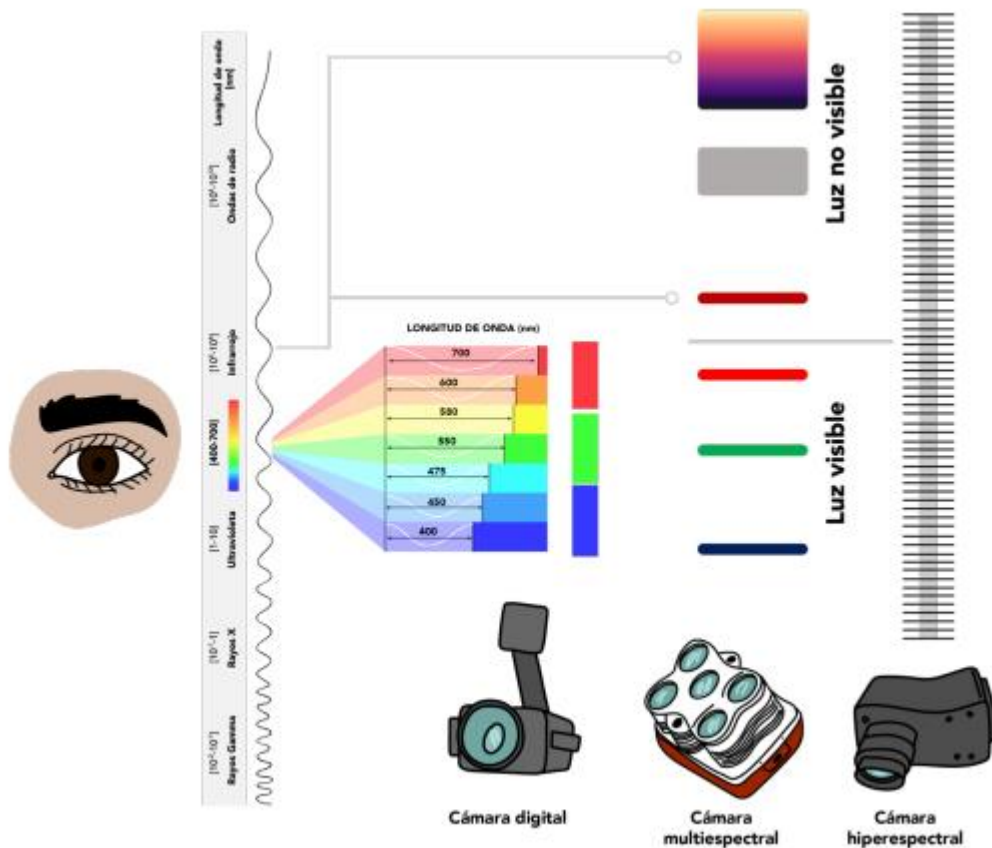 Longitud de onda
[nm]
Ondas de radio
Infrarrojo
[400-700]
Ultravioleta
[1-10]
Rayos X
Rayos Gamma
LONGITUD DE ONDA (nm)
700
600
580
550
475
450
400
Luz no visible
Luz visible
Cámara digital
Cámara
multiespectral
Cámara
hiperespectral